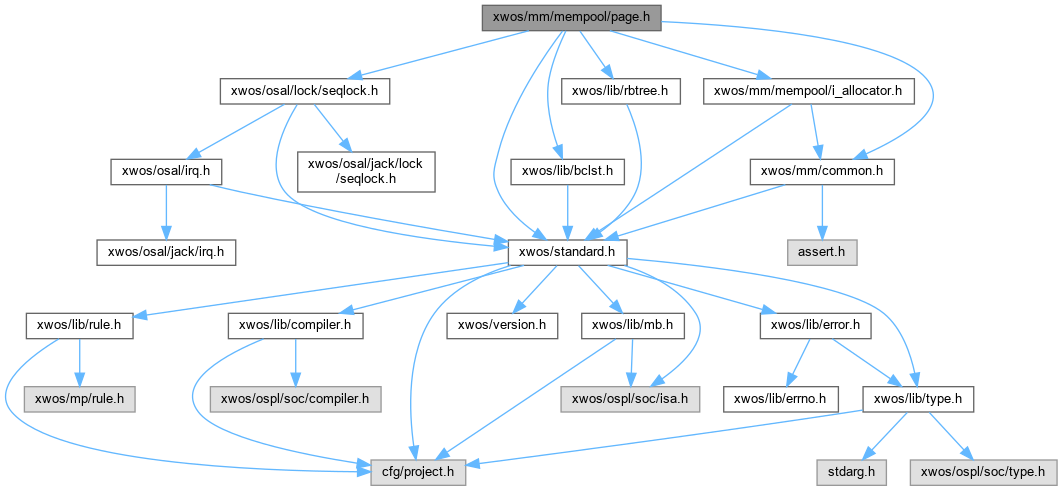 xwos/mm/mempool/page.h
xwos/osal/lock/seqlock.h
xwos/lib/rbtree.h
xwos/mm/mempool/i_allocator.h
xwos/osal/irq.h
xwos/osal/jack/lock
/seqlock.h
xwos/lib/bclst.h
xwos/mm/common.h
xwos/osal/jack/irq.h
xwos/standard.h
assert.h
xwos/lib/rule.h
xwos/lib/compiler.h
xwos/version.h
xwos/lib/mb.h
xwos/lib/error.h
xwos/mp/rule.h
xwos/ospl/soc/compiler.h
xwos/ospl/soc/isa.h
xwos/lib/errno.h
xwos/lib/type.h
cfg/project.h
stdarg.h
xwos/ospl/soc/type.h